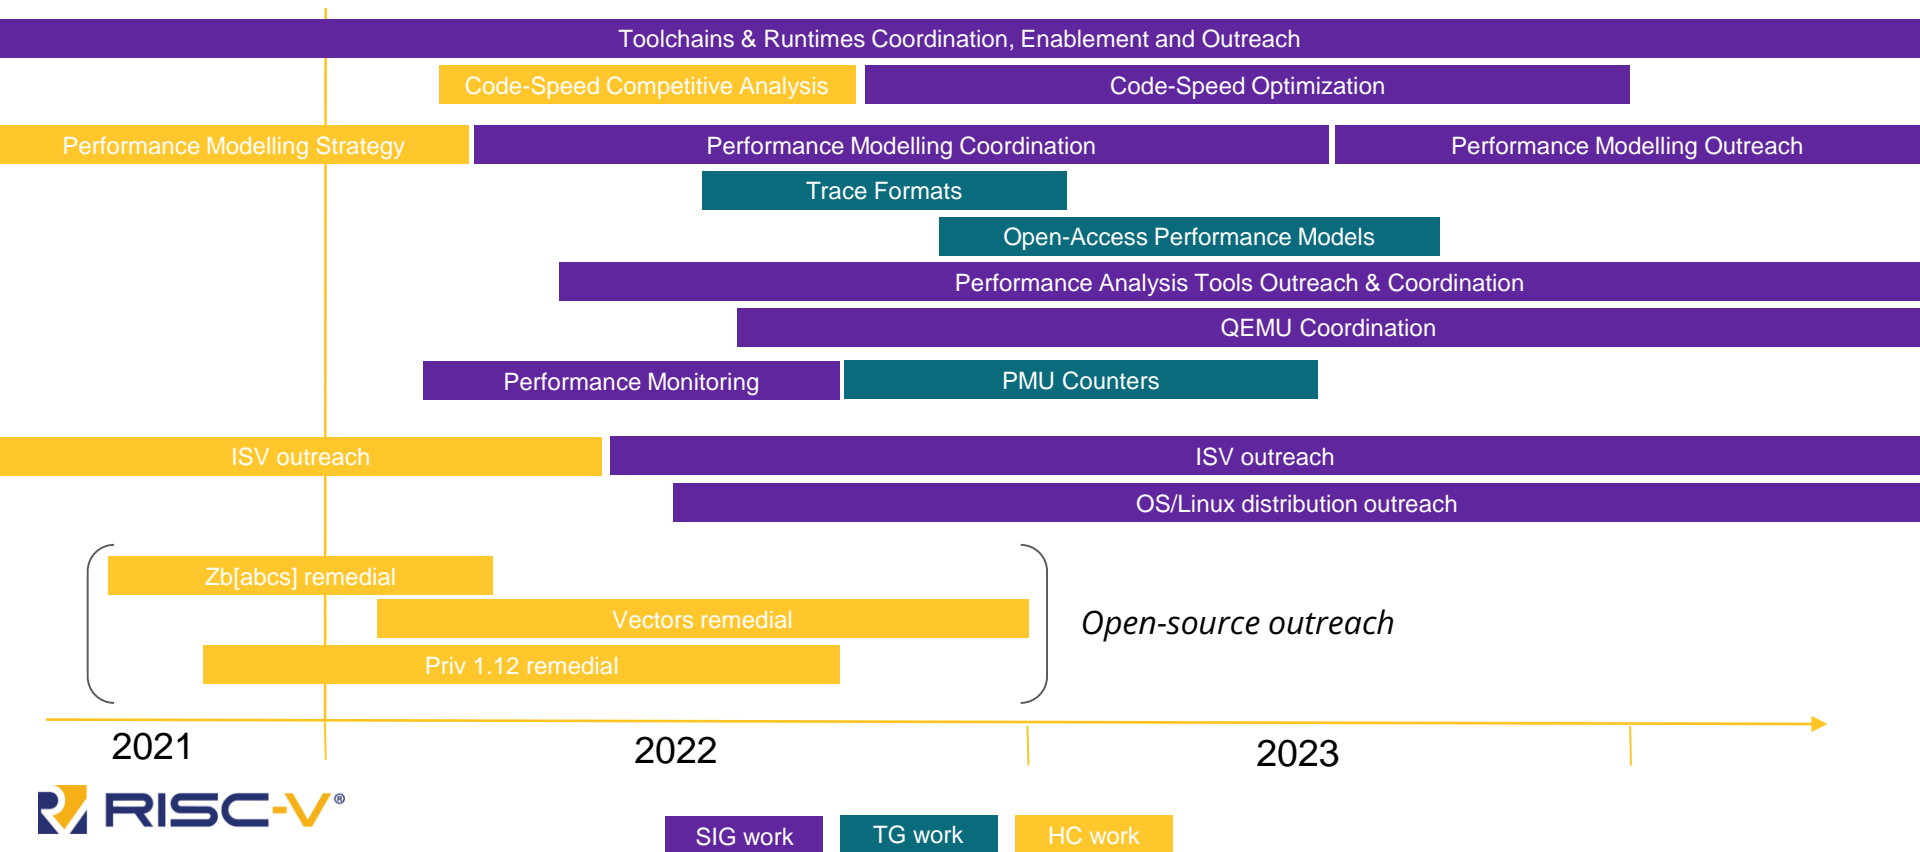 Toolchains & Runtimes Coordination, Enablement and Outreach
Code-Speed Competitive Analysis
Code-Speed Optimization
Performance Modelling Strategy
Performance Modelling Coordination
Performance Modelling Outreach
Trace Formats
Open-Access Performance Models
Performance Analysis Tools Outreach & Coordination
QEMU Coordination
Performance Monitoring
PMU Counters
ISV outreach
ISV outreach
OS/Linux distribution outreach
Zb[abcs] remedial
Vectors remedial
Open-source outreach
Priv 1.12 remedial
2021
2022
2023
RISC-V®
SIG work
TG work
HC work